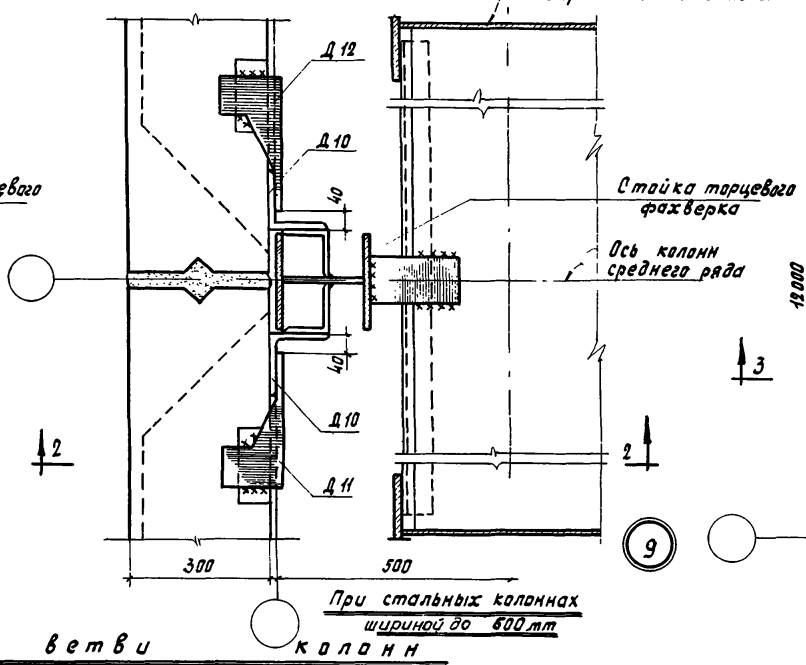 Д 12
Д 10
40
евого
Стойка торцевого
фахверка
Ось колонн
среднего ряда
12000
3
40
Д 10
2
2
Д 11
9
300
500
При стальных колоннах
шириной до 600 мм
ветви колонн